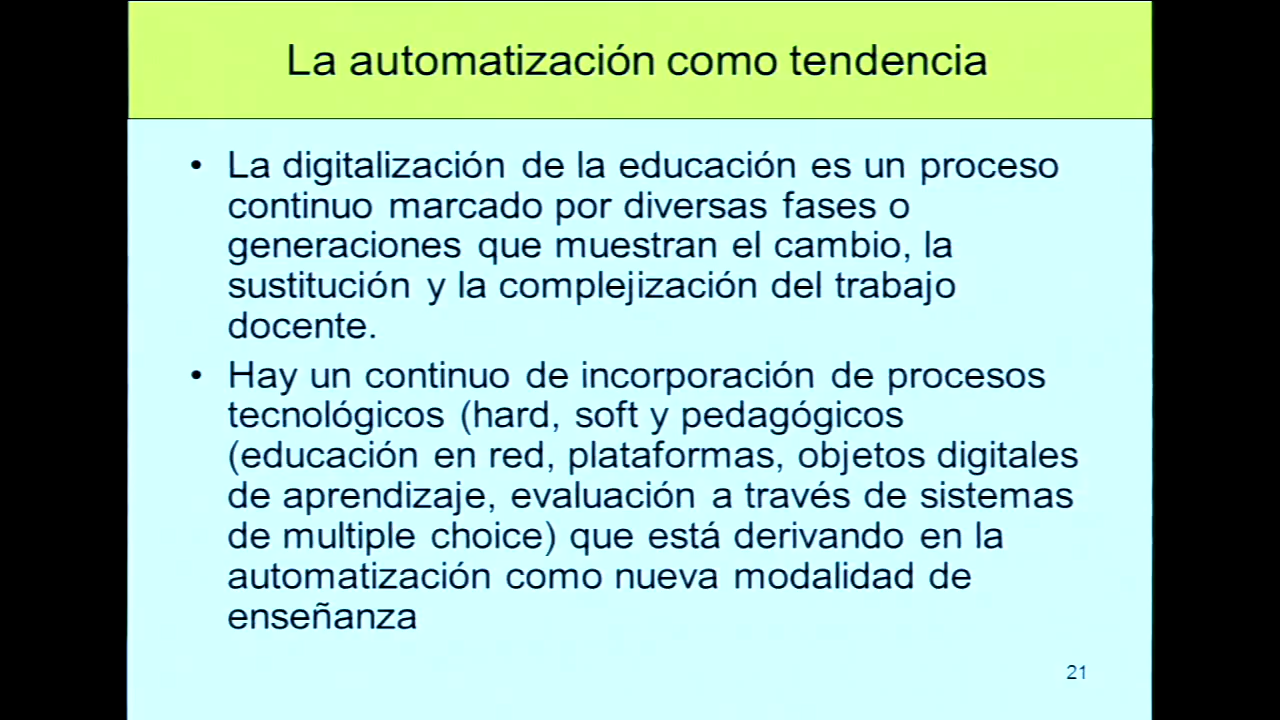 La automatización como tendencia
• La digitalización de la educación es un proceso
continuo marcado por diversas fases o
generaciones que muestran el cambio, la
sustitución y la complejización del trabajo
docente.
• Hay un continuo de incorporación de procesos
tecnológicos (hard, soft y pedagógicos
(educación en red, plataformas, objetos digitales
de aprendizaje, evaluación a través de sistemas
de multiple choice) que está derivando en la
automatización como nueva modalidad de
enseñanza
21